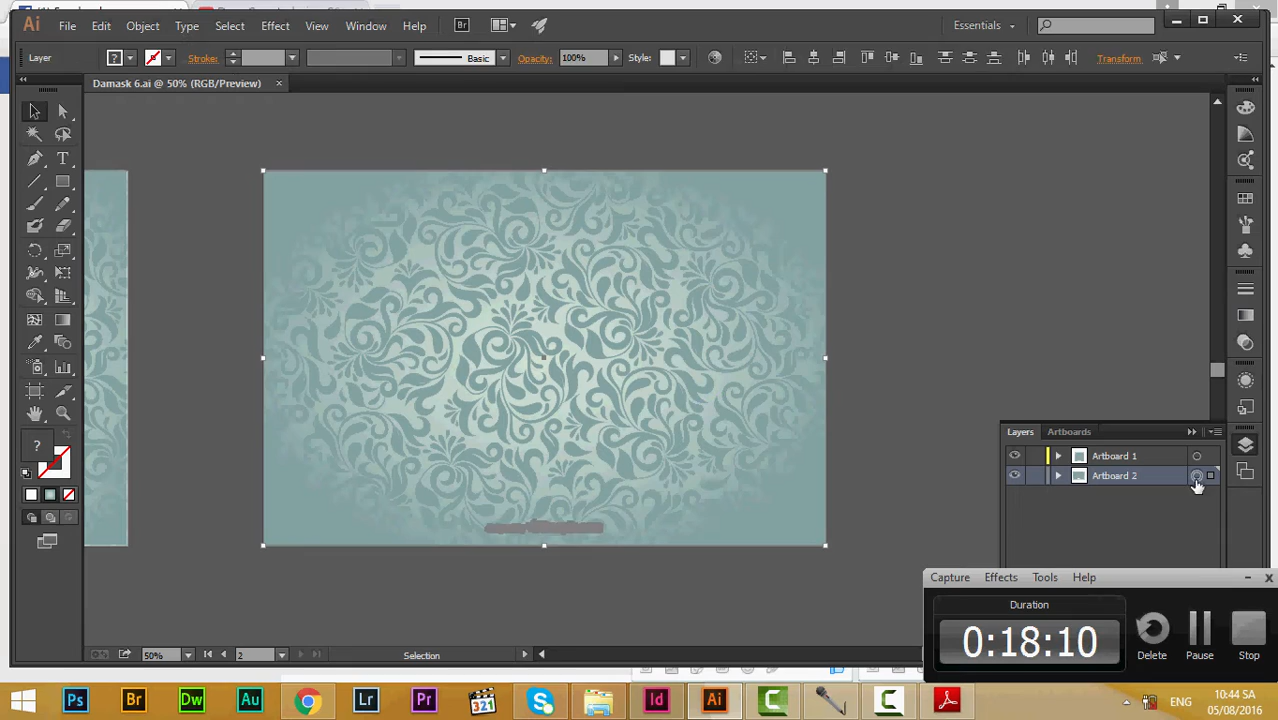 Ai File Edit Object Type Select Effect View Window Help Br Essentials
Layer ? Stroke: Basic Opacity: 100% Style: Transform
Damask 6.ai @ 50% (RGB/Preview) ×
T
?
Layers Artboards
Artboard 1
Artboard 2
Capture Effects Tools Help
Duration
0:18:10
Delete Pause Stop
50% 2 Selection
Ps Br Dw Au Lr Pr 321 Id Ai ENG
10:44 SA
05/08/2016